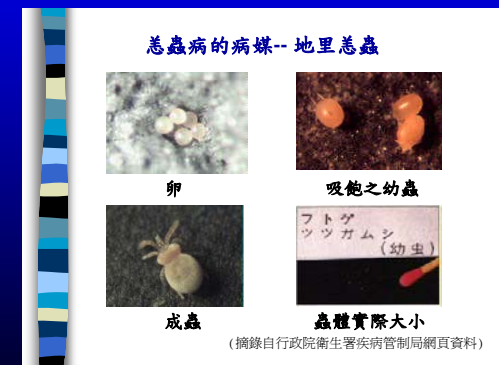 恙蟲病的病媒-- 地里恙蟲
卵
吸飽之幼蟲
フトゲ
ツツガムシ
(幼虫)
成蟲
蟲體實際大小
(摘錄自行政院衛生署疾病管制局網頁資料)